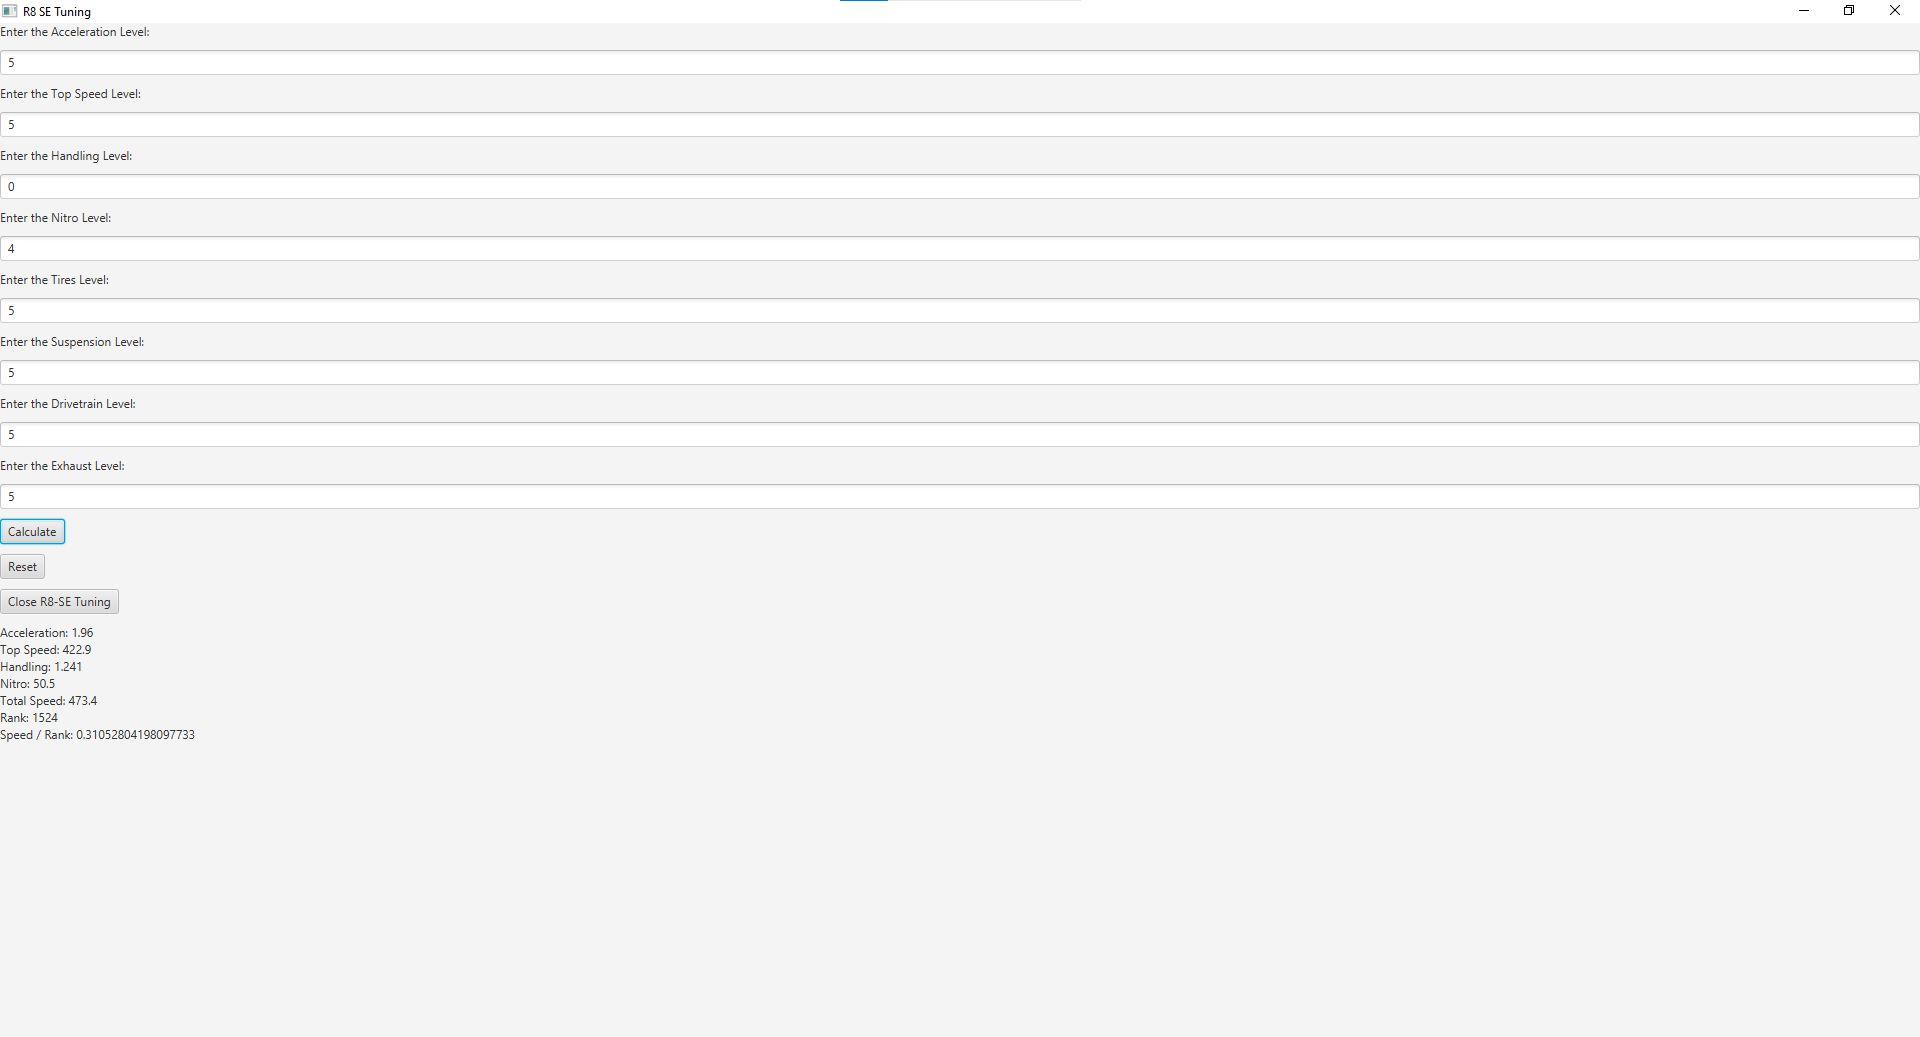 R8 SE Tuning
Enter the Acceleration Level:
5
Enter the Top Speed Level:
5
Enter the Handling Level:
0
Enter the Nitro Level:
4
Enter the Tires Level:
5
Enter the Suspension Level:
5
Enter the Drivetrain Level:
5
Enter the Exhaust Level:
5
Calculate
Reset
Close R8-SE Tuning
Acceleration: 1.96
Top Speed: 422.9
Handling: 1.241
Nitro: 50.5
Total Speed: 473.4
Rank: 1524
Speed / Rank: 0.31052804198097733